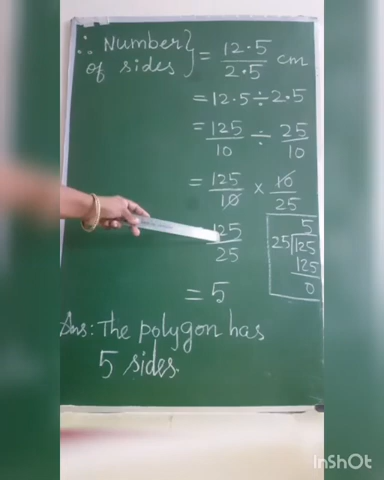 ∴ Number of sides } = 12.5/2.5 cm
= 12.5 ÷ 2.5
= 125/10 ÷ 25/10
= 125/10 x 10/25
125/25
5
25)125
125
0
= 5
Ans: The polygon has
5 sides.
InShOt